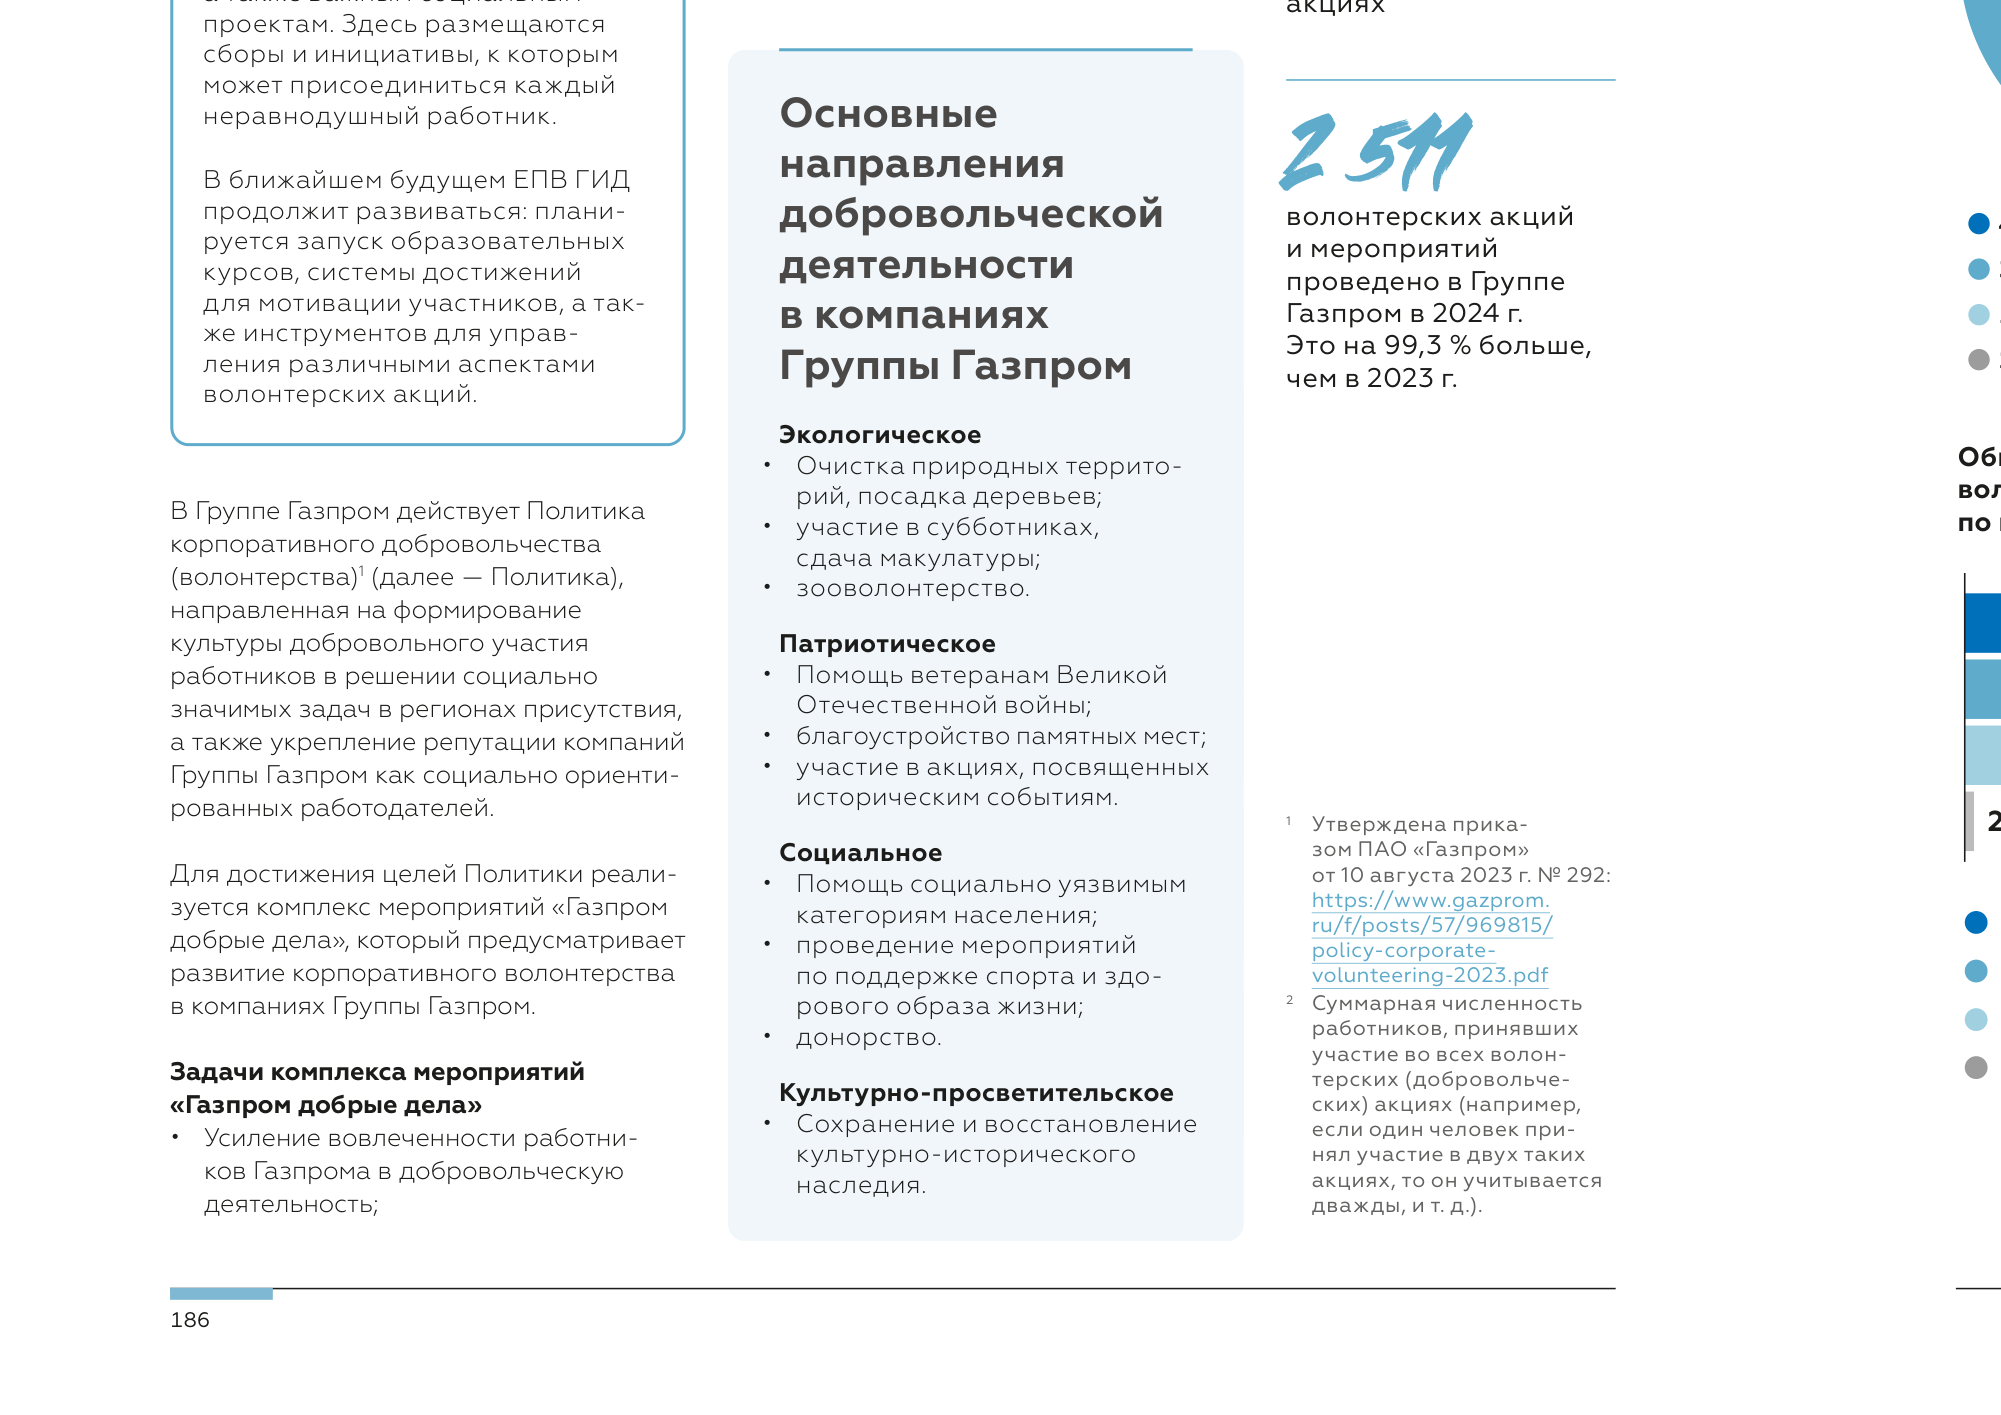 проектам. Здесь размещаются
сборы и инициативы, к которым
может присоединиться каждый
неравнодушный работник.
В ближайшем будущем ЕПВ ГИД
продолжит развиваться: плани-
руется запуск образовательных
курсов, системы достижений
для мотивации участников, а так-
же инструментов для управ-
ления различными аспектами
волонтерских акций.
В Группе Газпром действует Политика
корпоративного добровольчества
(волонтерства)¹ (далее — Политика),
направленная на формирование
культуры добровольного участия
работников в решении социально
значимых задач в регионах присутствия,
а также укрепление репутации компаний
Группы Газпром как социально ориенти-
рованных работодателей.
Для достижения целей Политики реали-
зуется комплекс мероприятий «Газпром
добрые дела», который предусматривает
развитие корпоративного волонтерства
в компаниях Группы Газпром.
Задачи комплекса мероприятий
«Газпром добрые дела»
• Усиление вовлеченности работни-
ков Газпрома в добровольческую
деятельность;
Основные
направления
добровольческой
деятельности
в компаниях
Группы Газпром
Экологическое
• Очистка природных террито-
рий, посадка деревьев;
• участие в субботниках,
сдача макулатуры;
• зооволонтерство.
Патриотическое
• Помощь ветеранам Великой
Отечественной войны;
• благоустройство памятных мест;
• участие в акциях, посвященных
историческим событиям.
Социальное
• Помощь социально уязвимым
категориям населения;
• проведение мероприятий
по поддержке спорта и здо-
рового образа жизни;
• донорство.
Культурно-просветительское
• Сохранение и восстановление
культурно-исторического
наследия.
акциях
2 511
волонтерских акций
и мероприятий
проведено в Группе
Газпром в 2024 г.
Это на 99,3 % больше,
чем в 2023 г.
¹ Утверждена прика-
зом ПАО «Газпром»
от 10 августа 2023 г. № 292:
https://www.gazprom.
ru/f/posts/57/969815/
policy-corporate-
volunteering-2023.pdf
² Суммарная численность
работников, принявших
участие во всех волон-
терских (добровольче-
ских) акциях (например,
если один человек при-
нял участие в двух таких
акциях, то он учитывается
дважды, и т. д.).
186
по
2